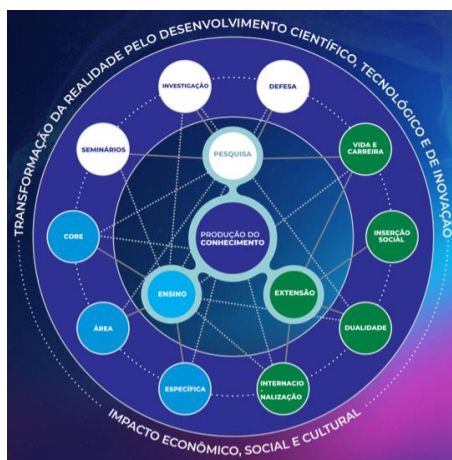 TRANSFORMAÇÃO DA REALIDADE PELO DESENVOLVIMENTO CIENTÍFICO, TECNOLÓGICO E DE INOVAÇÃO
INVESTIGAÇÃO
DEFESA
SEMINÁRIOS
PESQUISA
VIDA E
CARREIRA
CORE
PRODUÇÃO DO
CONHECIMENTO
INSERÇÃO
SOCIAL
ENSINO
EXTENSÃO
ÁREA
DUALIDADE
ESPECÍFICA
INTERNACIO
-
NALIZAÇÃO
IMPACTO ECONÔMICO, SOCIAL E CULTURAL